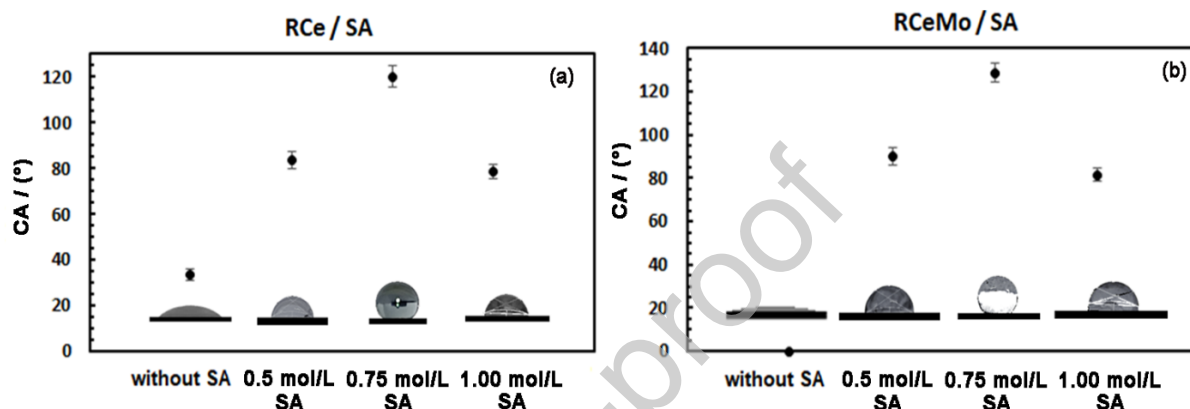 RCe / SA
(a)
CA / (°)
120
100
80
60
40
20
0
without SA
0.5 mol/L
SA
0.75 mol/L
SA
1.00 mol/L
SA
RCeMo / SA
(b)
CA / (°)
140
120
100
80
60
40
20
0
without SA
0.5 mol/L
SA
0.75 mol/L
SA
1.00 mol/L
SA
proof